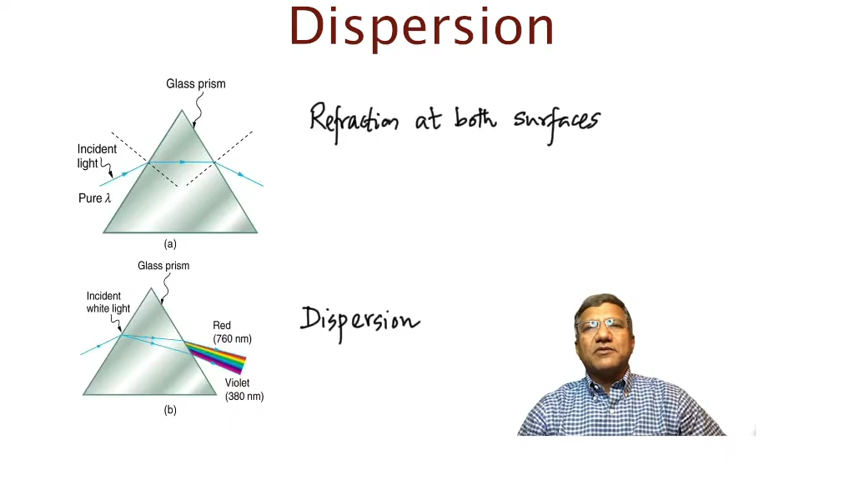 Dispersion
Glass prism
Refraction at both surfaces
Incident
light
Pure λ
(a)
Glass prism
Incident
white light
Dispersion
Red
(760 nm)
Violet
(380 nm)
(b)